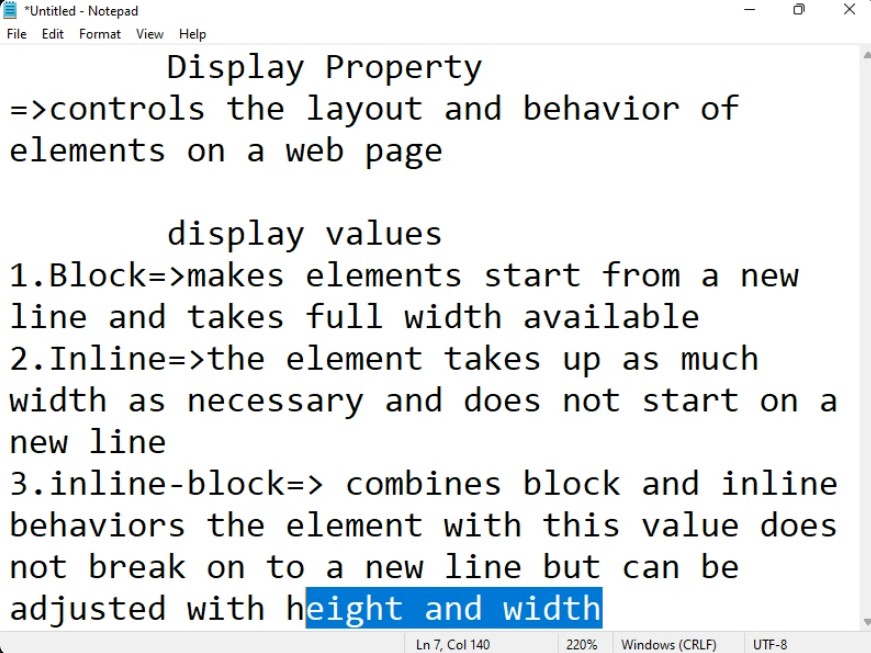 *Untitled - Notepad
File Edit Format View Help
Display Property
=>controls the layout and behavior of
elements on a web page
display values
1.Block=>makes elements start from a new
line and takes full width available
2.Inline=>the element takes up as much
width as necessary and does not start on a
new line
3.inline-block=> combines block and inline
behaviors the element with this value does
not break on to a new line but can be
adjusted with height and width
Ln 7, Col 140 220% Windows (CRLF) UTF-8